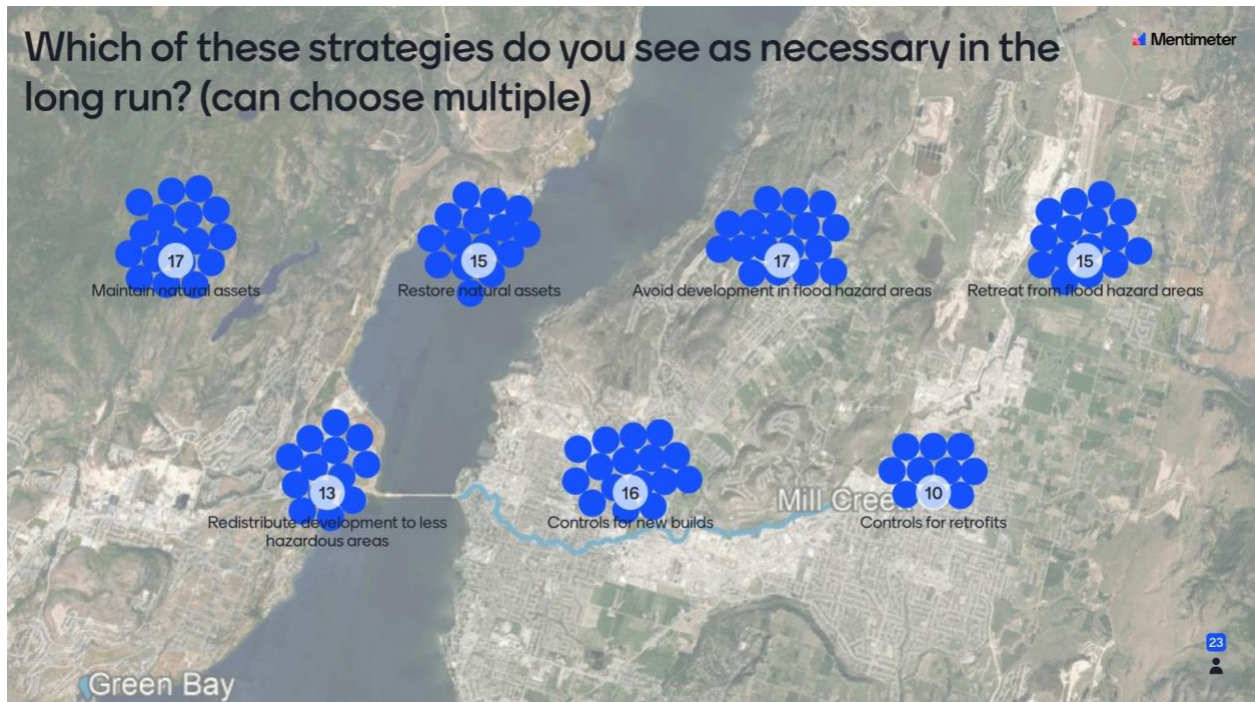 Which of these strategies do you see as necessary in the
long run? (can choose multiple)
Mentimeter
17
Maintain natural assets
15
Restore natural assets
17
Avoid development in flood hazard areas
15
Retreat from flood hazard areas
13
Redistribute development to less
hazardous areas
16
Controls for new builds
Mill Creek
10
Controls for retrofits
23
Green Bay